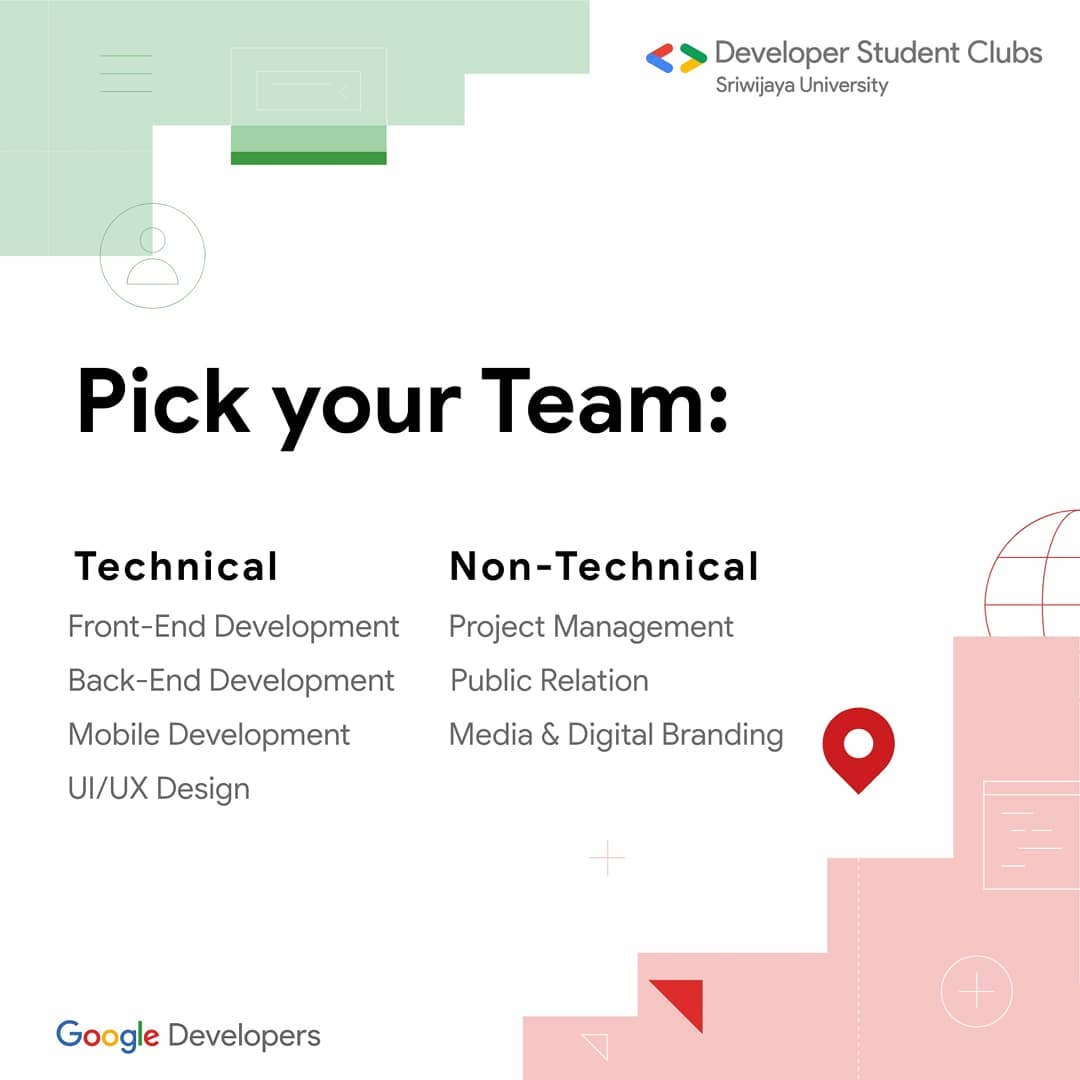 Developer Student Clubs
Sriwijaya University
Pick your Team:
Technical
Front-End Development
Back-End Development
Mobile Development
UI/UX Design
Non-Technical
Project Management
Public Relation
Media & Digital Branding
Google Developers